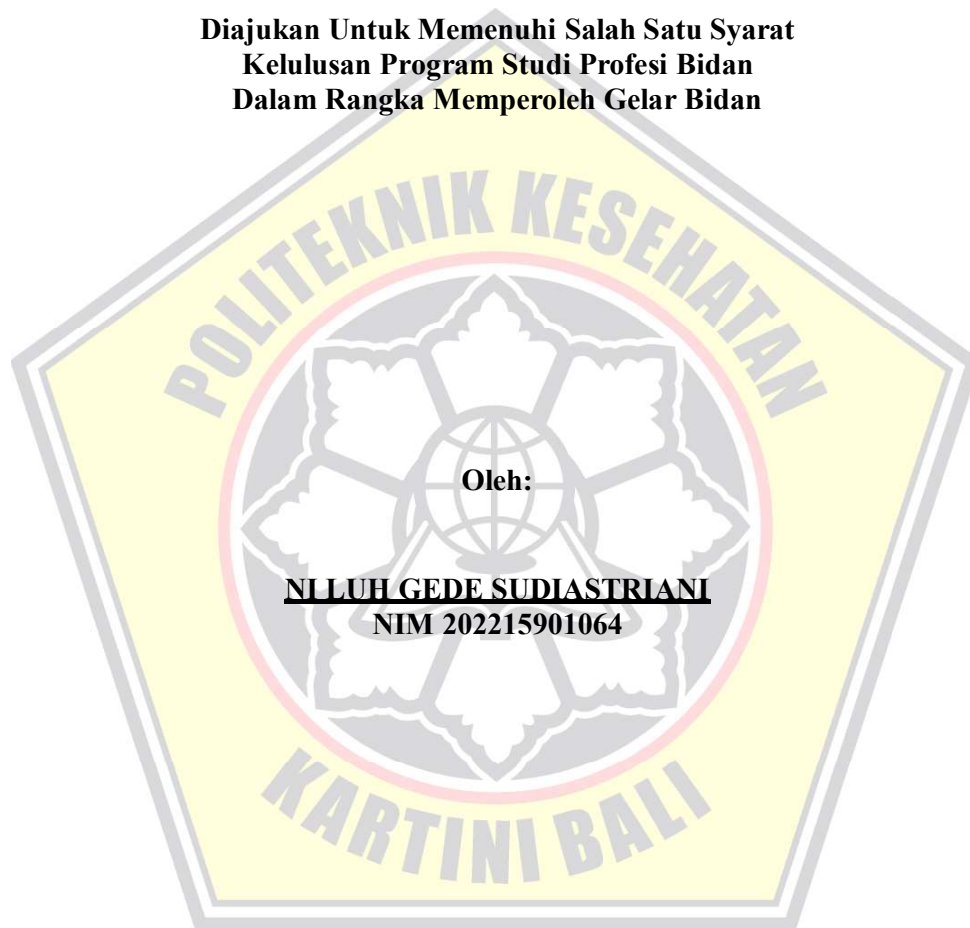 Diajukan Untuk Memenuhi Salah Satu Syarat
Kelulusan Program Studi Profesi Bidan
Dalam Rangka Memperoleh Gelar Bidan
POLITEKNIK KESEHATAN
Oleh:
NI LUH GEDE SUDIASTRIANI
NIM 202215901064
KARTINI BALI